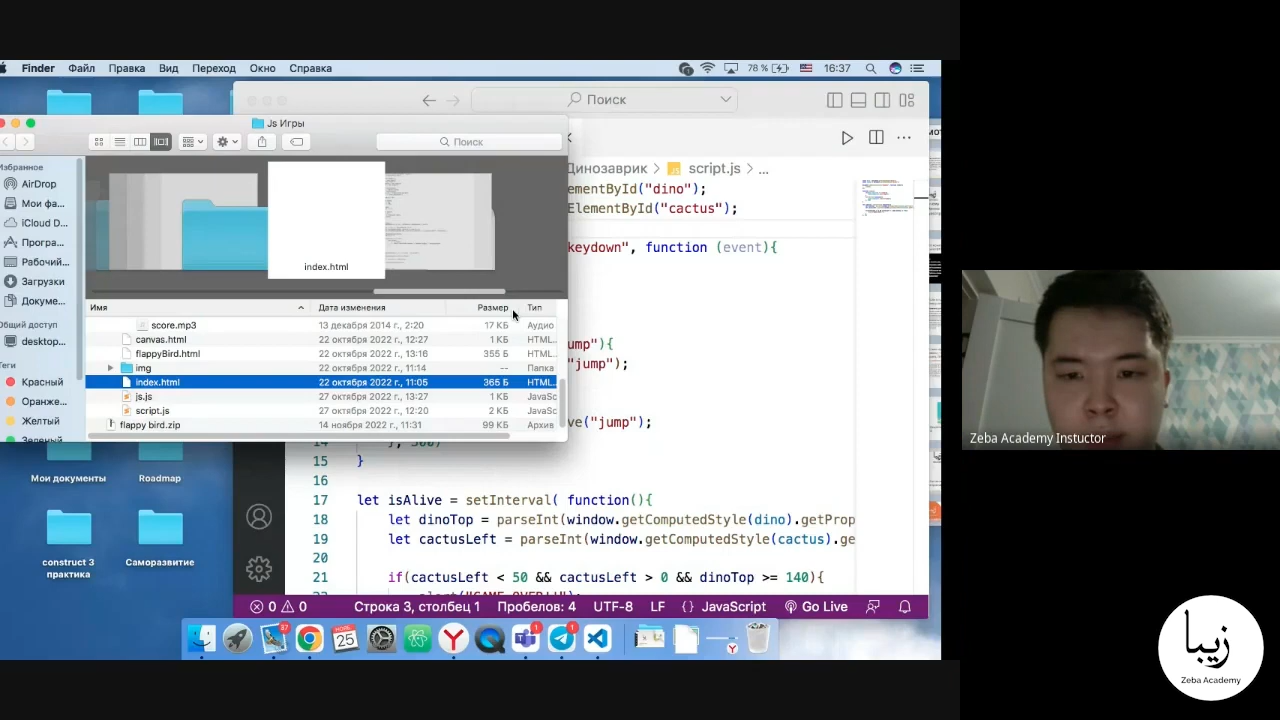 Finder Файл Правка Вид Переход Окно Справка 78 % 16:37
Поиск
Js Игры
Поиск
Избранное
AirDrop
Мои фа...
iCloud D...
Програ...
Рабочий...
Загрузки
Докуме...
Общий доступ
desktop...
Теги
Красный
Оранже...
Желтый
Зеленый
index.html
Имя Дата изменения Размер Тип
score.mp3 13 декабря 2014 г., 2:20 17 КБ Аудио
canvas.html 22 октября 2022 г., 12:27 1 КБ HTML...
flappyBird.html 22 октября 2022 г., 13:16 355 Б HTML...
img 22 октября 2022 г., 11:14 -- Папка
index.html 22 октября 2022 г., 11:05 365 Б HTML...
js.js 27 октября 2022 г., 13:27 1 КБ JavaSc
script.js 27 октября 2022 г., 12:20 2 КБ JavaSc
flappy bird.zip 14 ноября 2022 г., 11:31 99 КБ Архив
Динозаврик > script.js > ...
ementById("dino");
ElementById("cactus");
keydown", function (event){
ump"){
"jump");
ve("jump");
14 }, 300)
15 }
16
17 let isAlive = setInterval( function(){
18 let dinoTop = parseInt(window.getComputedStyle(dino).getProp
19 let cactusLeft = parseInt(window.getComputedStyle(cactus).ge
20
21 if(cactusLeft < 50 && cactusLeft > 0 && dinoTop >= 140){
Мои документы
Roadmap
construct 3
практика
Саморазвитие
0 0 Строка 3, столбец 1 Пробелов: 4 UTF-8 LF {} JavaScript Go Live
37
25
1
1
Zeba Academy Instuctor
زيبا
Zeba Academy